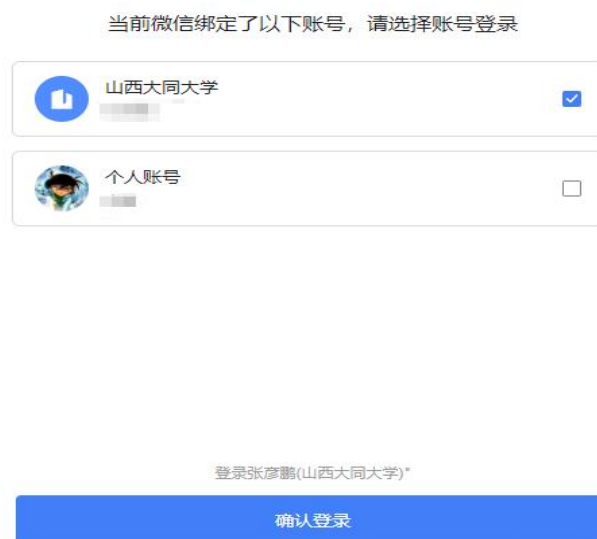 当前微信绑定了以下账号，请选择账号登录
山西大同大学
个人账号
登录张彦鹏(山西大同大学)"
确认登录